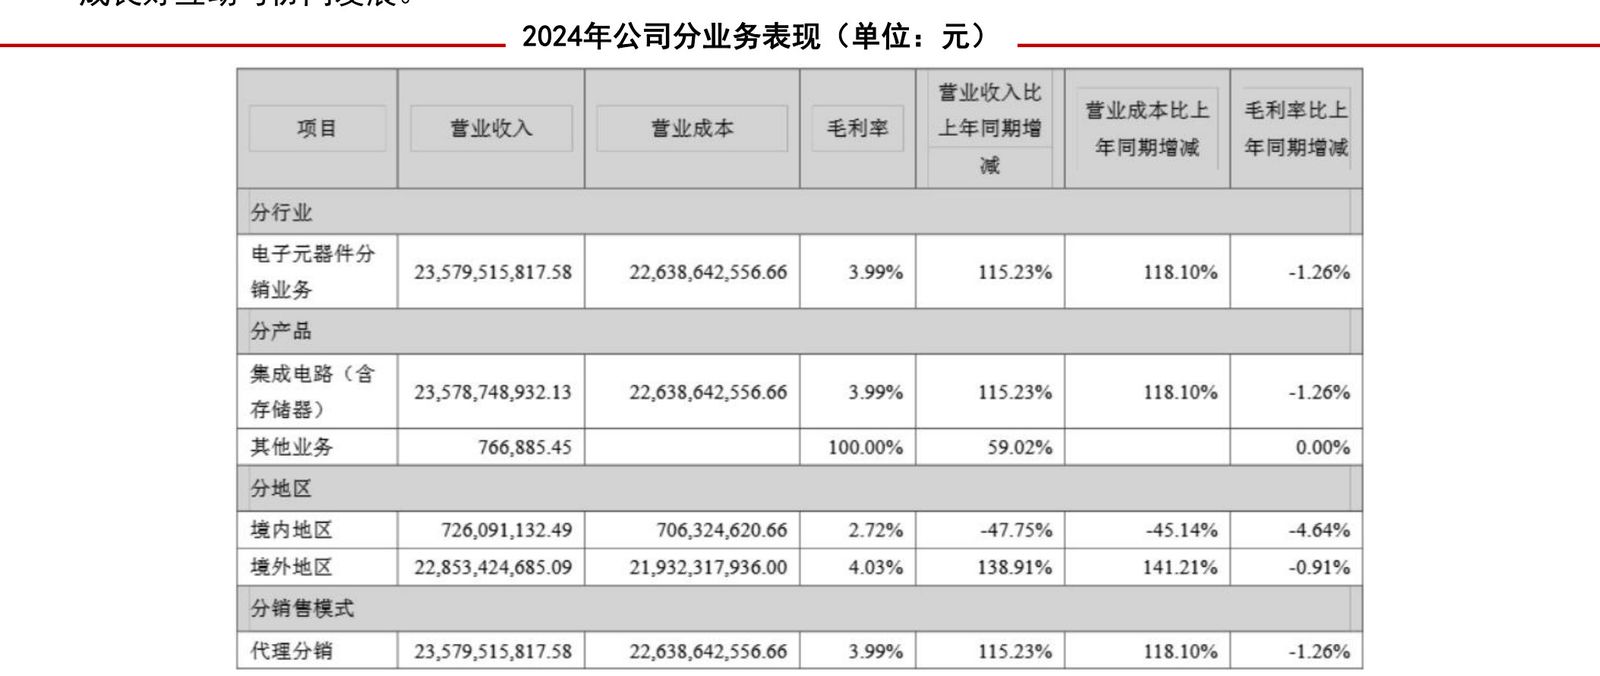 成长好互动与协同发展。
2024年公司分业务表现（单位：元）
项目 营业收入 营业成本 毛利率 营业收入比上年同期增减 营业成本比上年同期增减 毛利率比上年同期增减
分行业
电子元器件分销业务 23,579,515,817.58 22,638,642,556.66 3.99% 115.23% 118.10% -1.26%
分产品
集成电路（含存储器） 23,578,748,932.13 22,638,642,556.66 3.99% 115.23% 118.10% -1.26%
其他业务 766,885.45 100.00% 59.02% 0.00%
分地区
境内地区 726,091,132.49 706,324,620.66 2.72% -47.75% -45.14% -4.64%
境外地区 22,853,424,685.09 21,932,317,936.00 4.03% 138.91% 141.21% -0.91%
分销售模式
代理分销 23,579,515,817.58 22,638,642,556.66 3.99% 115.23% 118.10% -1.26%